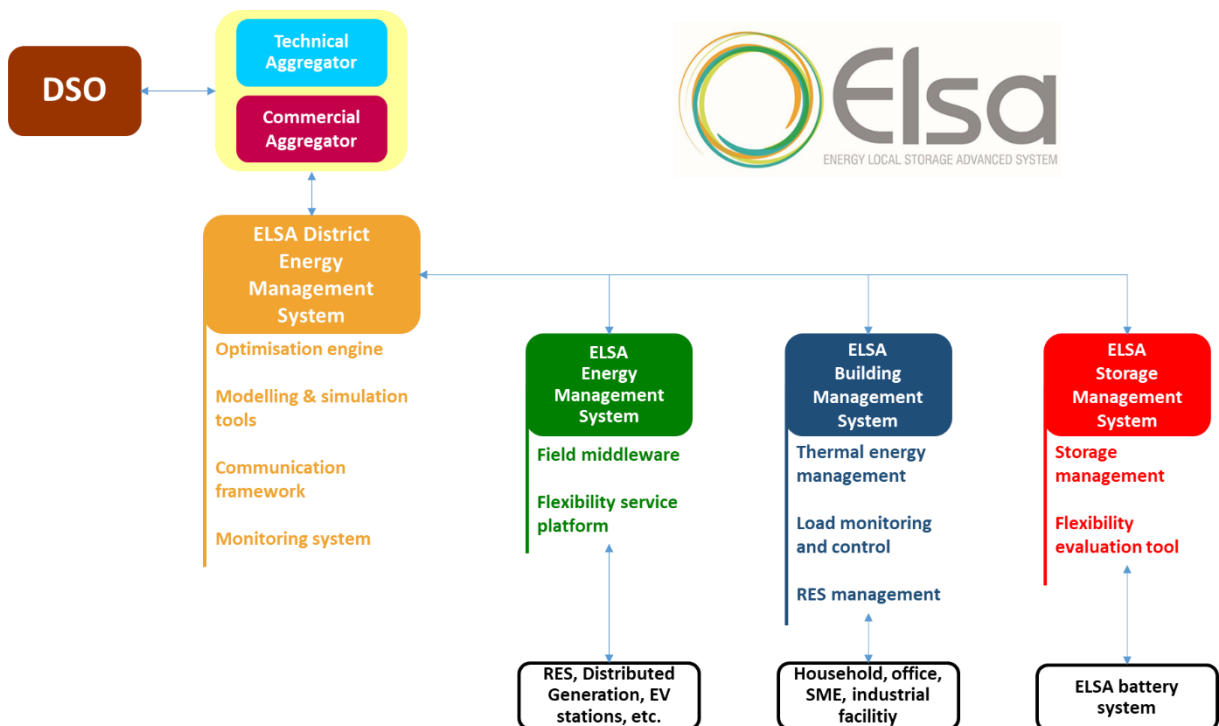 DSO
Technical
Aggregator
Commercial
Aggregator
Elsa
ENERGY LOCAL STORAGE ADVANCED SYSTEM
ELSA District
Energy
Management
System
Optimisation engine
Modelling & simulation
tools
Communication
framework
Monitoring system
ELSA
Energy
Management
System
Field middleware
Flexibility service
platform
RES, Distributed
Generation, EV
stations, etc.
ELSA
Building
Management
System
Thermal energy
management
Load monitoring
and control
RES management
Household, office,
SME, industrial
facilitiy
ELSA
Storage
Management
System
Storage
management
Flexibility
evaluation tool
ELSA battery
system